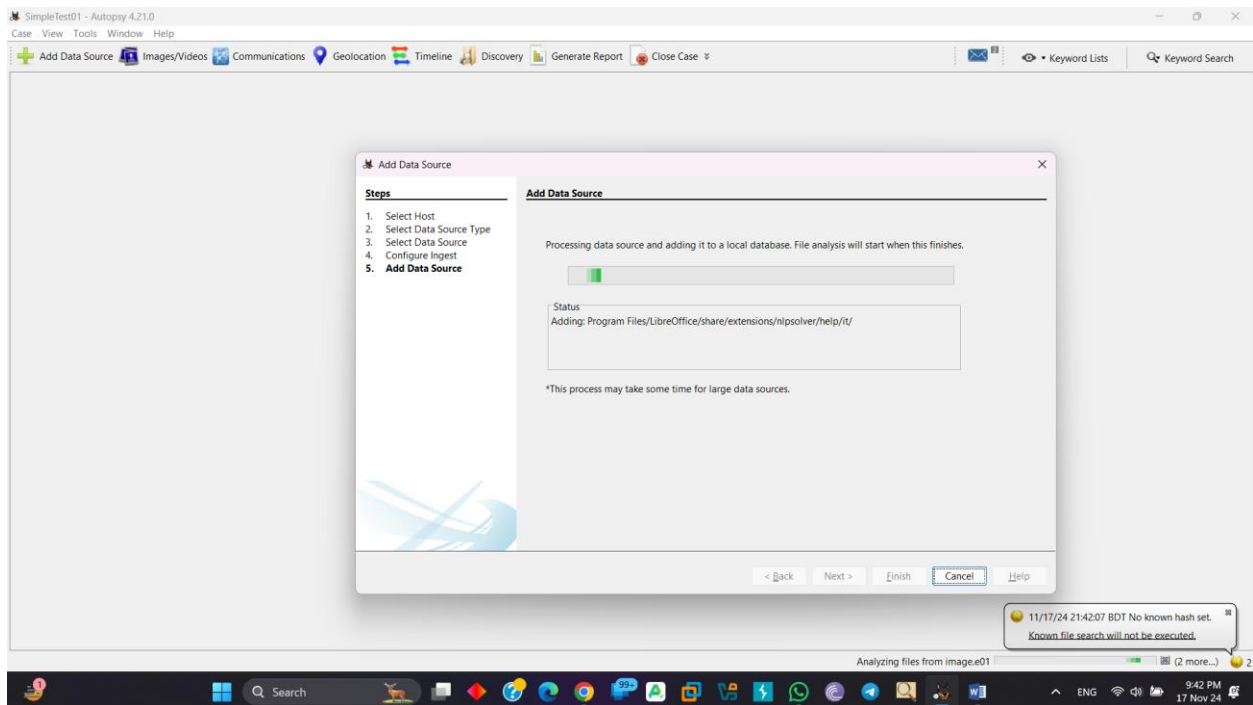 SimpleTest01 - Autopsy 4.21.0
Case View Tools Window Help
Add Data Source Images/Videos Communications Geolocation Timeline Discovery Generate Report Close Case
Keyword Lists Keyword Search
Add Data Source
Steps
1. Select Host
2. Select Data Source Type
3. Select Data Source
4. Configure Ingest
5. Add Data Source
Add Data Source
Processing data source and adding it to a local database. File analysis will start when this finishes.
Status
Adding: Program Files/LibreOffice/share/extensions/nlpsolver/help/it/
*This process may take some time for large data sources.
< Back Next > Finish Cancel Help
11/17/24 21:42:07 BDT No known hash set.
Known file search will not be executed.
Analyzing files from image.e01 (2 more...) 2
1 Search 99+ ENG 9:42 PM
17 Nov 24